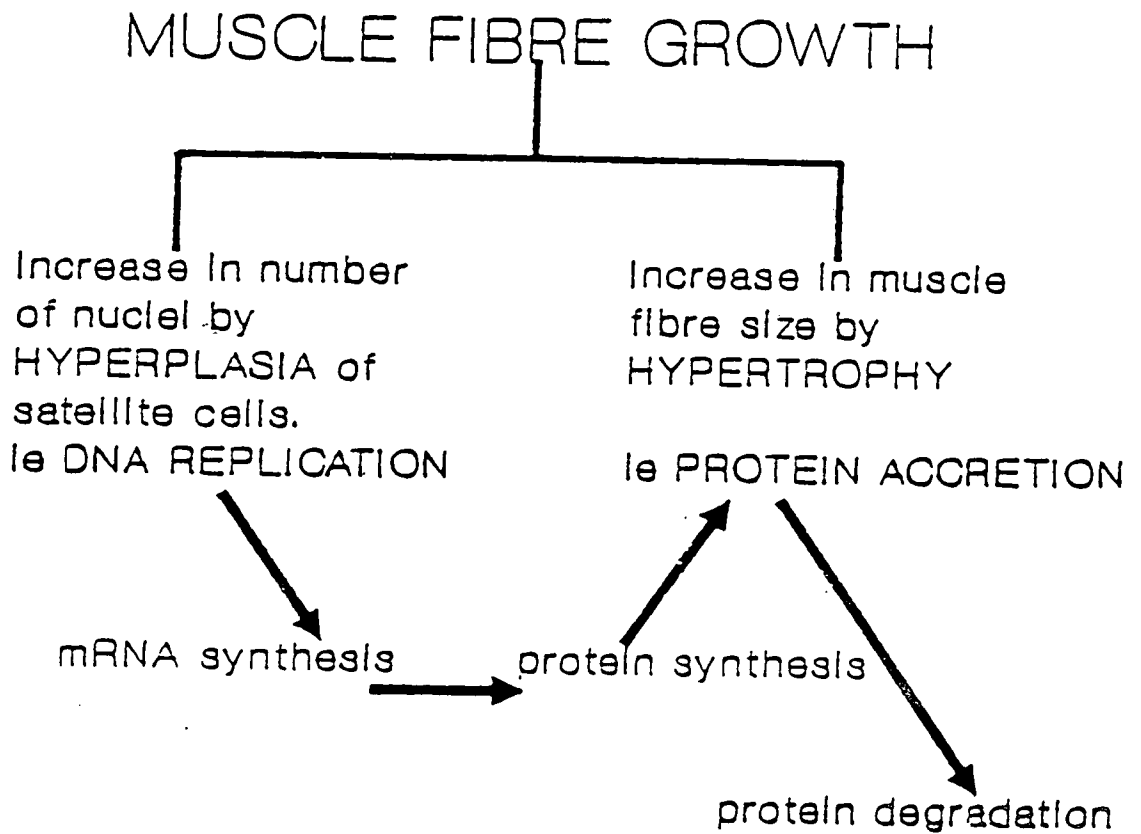 MUSCLE FIBRE GROWTH
Increase in number
of nuclei by
HYPERPLASIA of
satellite cells.
ie DNA REPLICATION
Increase in muscle
fibre size by
HYPERTROPHY
ie PROTEIN ACCRETION
mRNA synthesis
protein synthesis
protein degradation